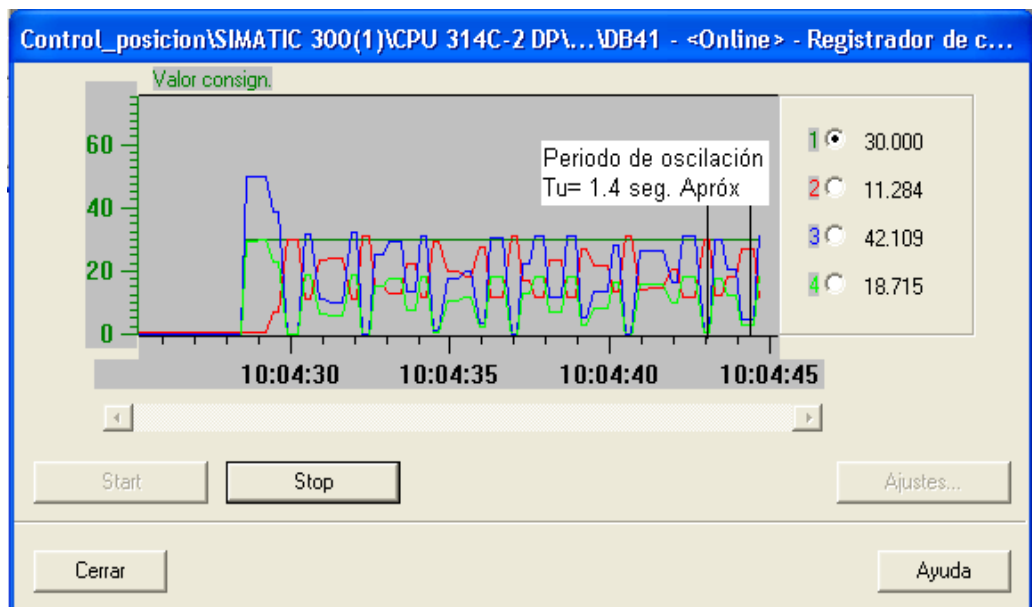 Control_posicion\SIMATIC 300(1)\CPU 314C-2 DP\...\DB41 - <Online> - Registrador de c...
Valor consign.
60
40
20
0
Periodo de oscilación
Tu= 1.4 seg. Apróx
1 30.000
2 11.284
3 42.109
4 18.715
10:04:30 10:04:35 10:04:40 10:04:45
Start Stop Ajustes...
Cerrar Ayuda